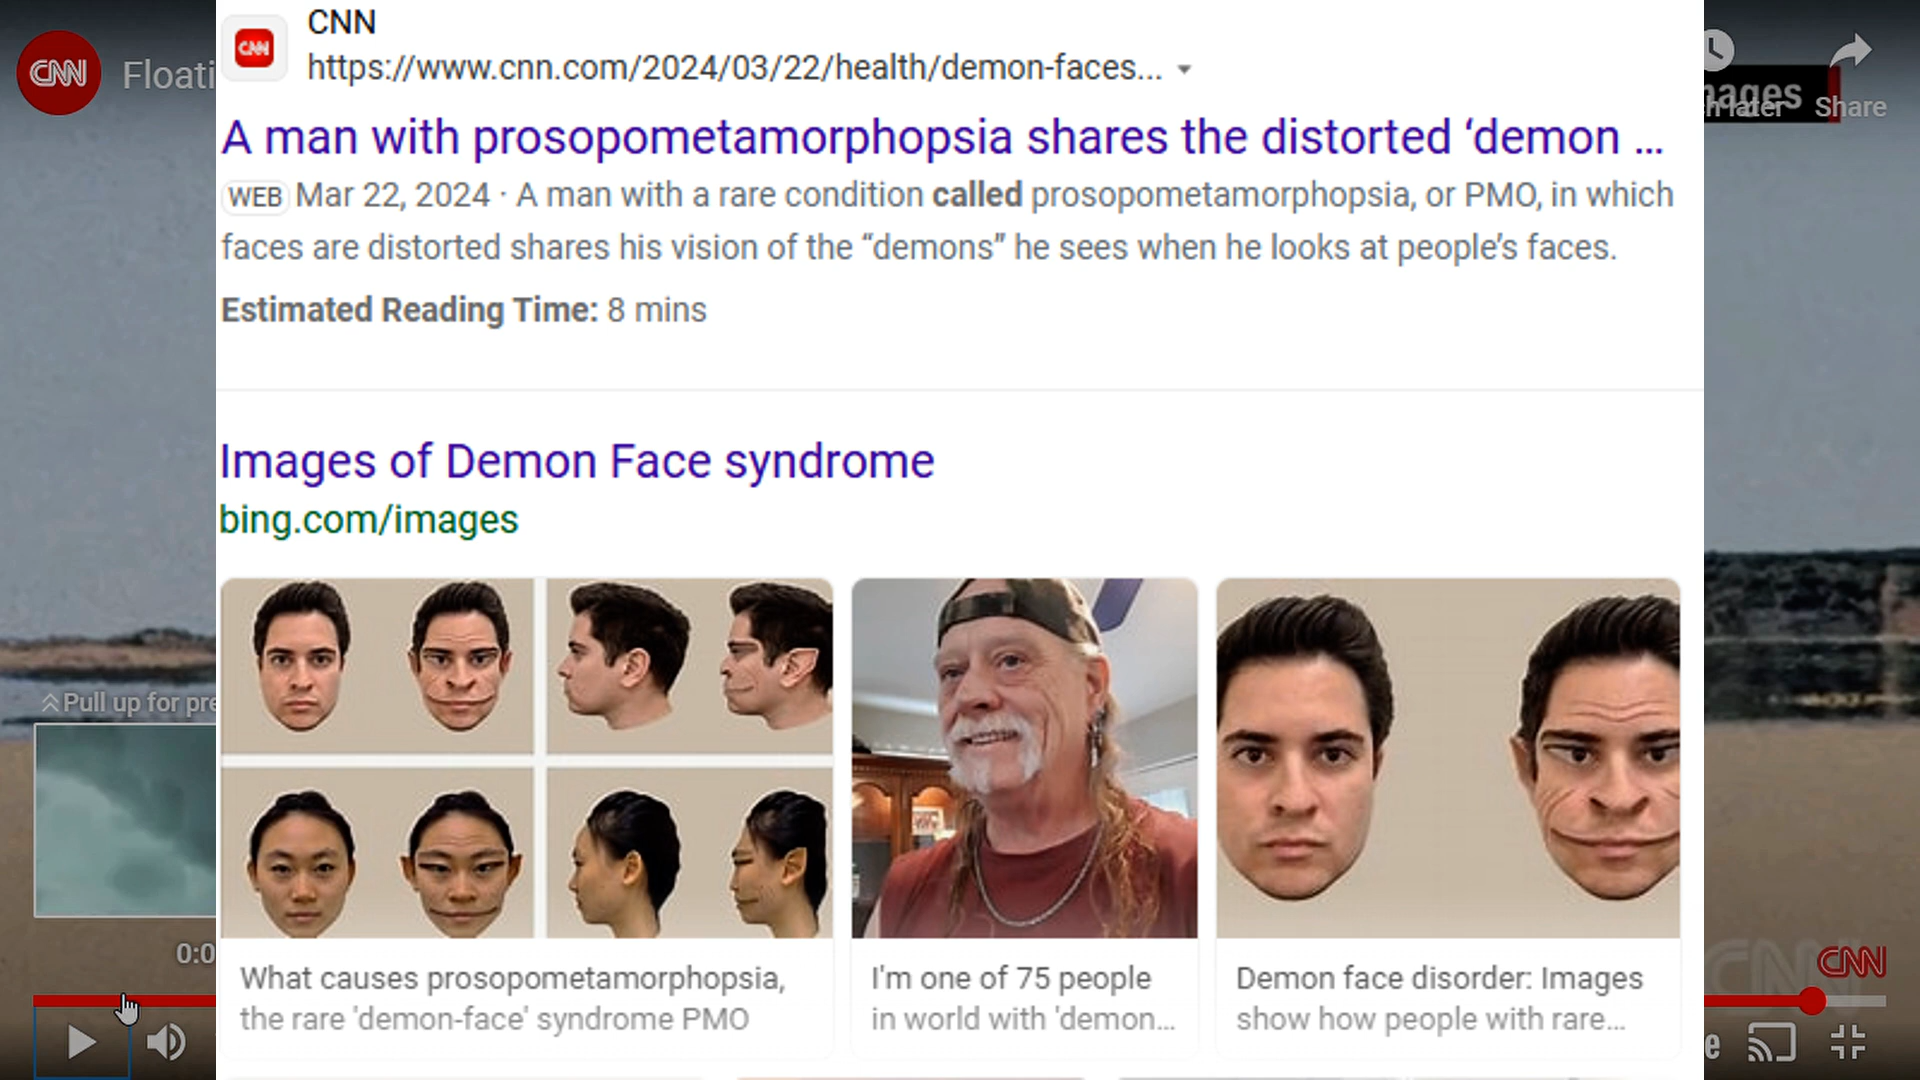 CNN
CNN
https://www.cnn.com/2024/03/22/health/demon-faces...
CNN
Floati
A man with prosopometamorphopsia shares the distorted ‘demon ...
WEB Mar 22, 2024 · A man with a rare condition called prosopometamorphopsia, or PMO, in which
faces are distorted shares his vision of the “demons” he sees when he looks at people’s faces.
Estimated Reading Time: 8 mins
Share
Images of Demon Face syndrome
bing.com/images
Pull up for pre
What causes prosopometamorphopsia,
the rare 'demon-face' syndrome PMO
I'm one of 75 people
in world with 'demon...
Demon face disorder: Images
show how people with rare...
0:0
CNN
CNN